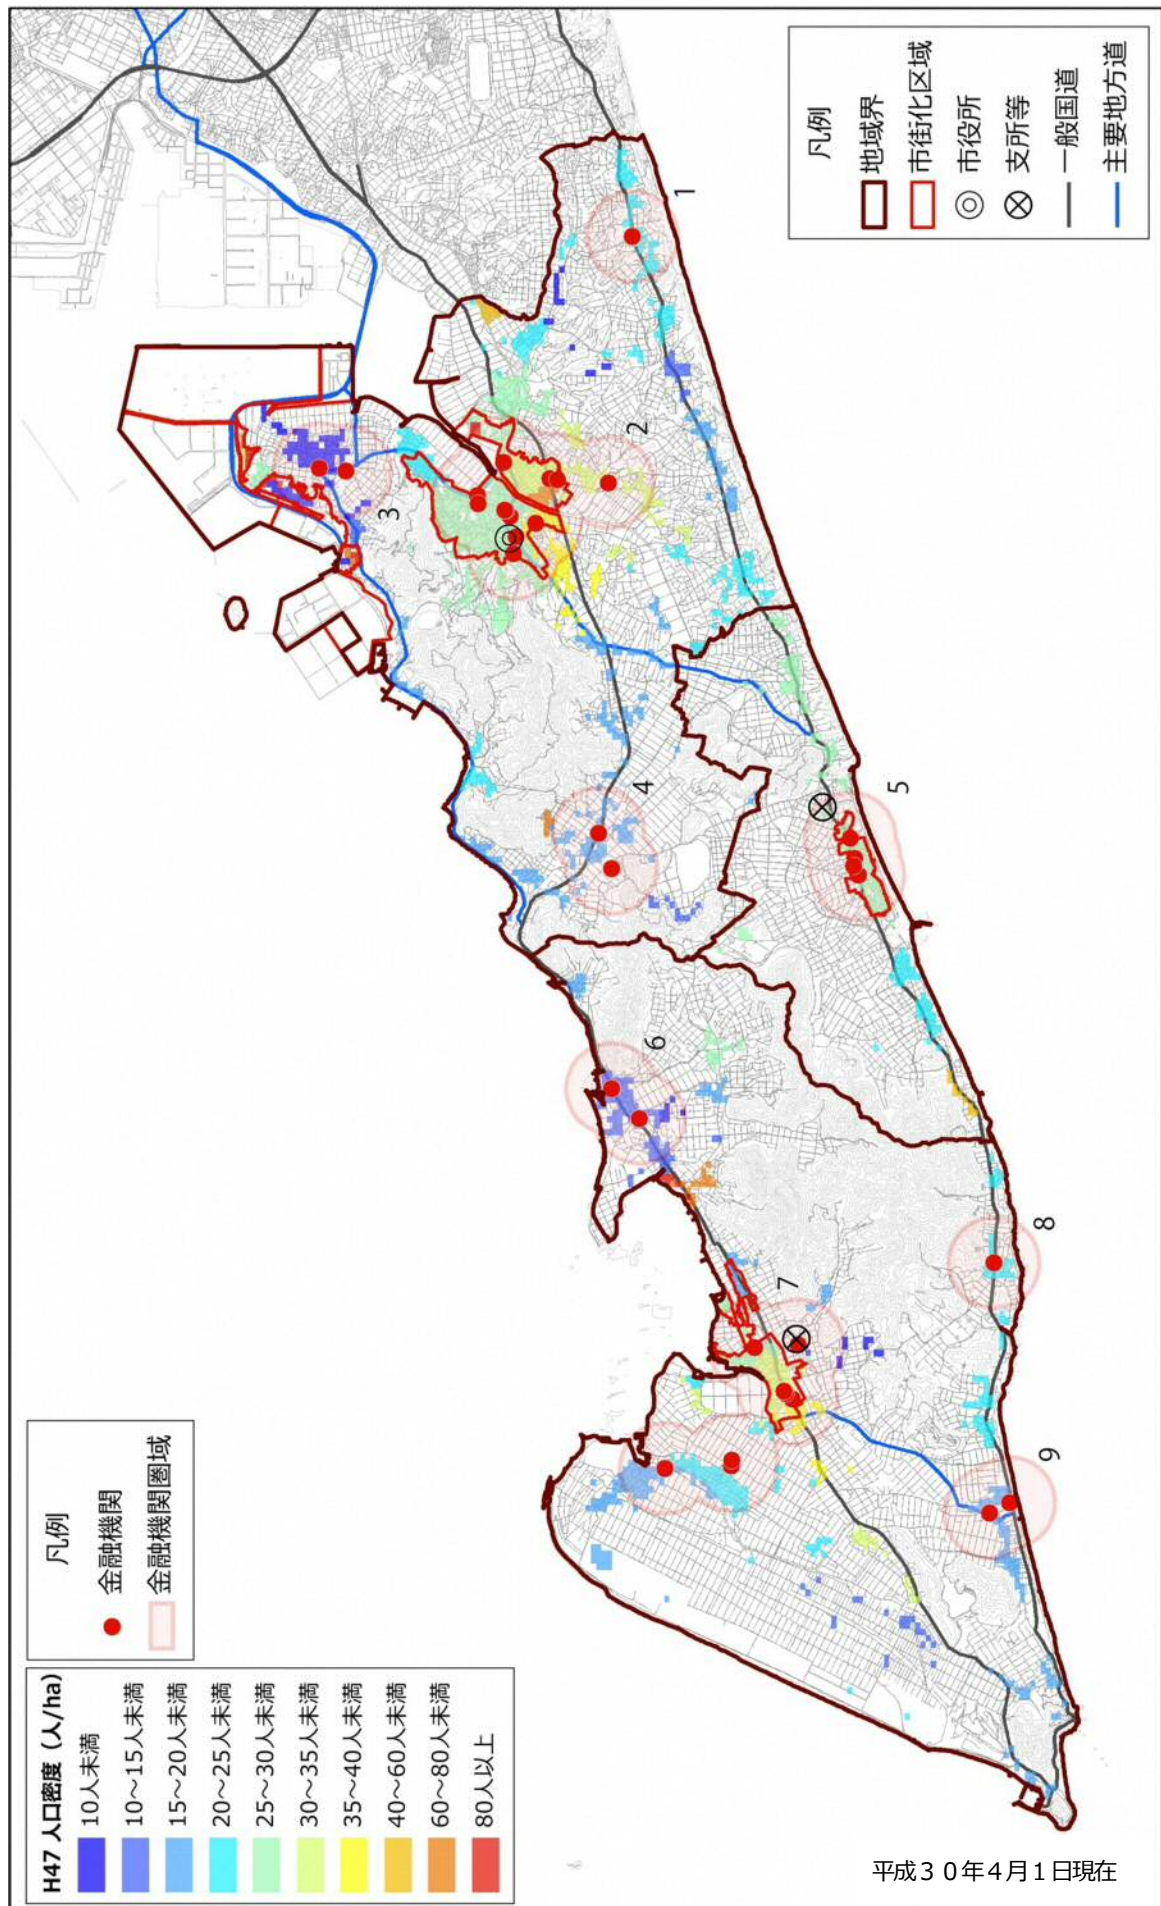 凡例
地域界
市街化区域
市役所
支所等
一般国道
主要地方道
1
2
3
4
5
6
7
8
9
凡例
金融機関
金融機関圏域
H47 人口密度（人/ha）
10人未満
10～15人未満
15～20人未満
20～25人未満
25～30人未満
30～35人未満
35～40人未満
40～60人未満
60～80人未満
80人以上
平成３０年４月１日現在